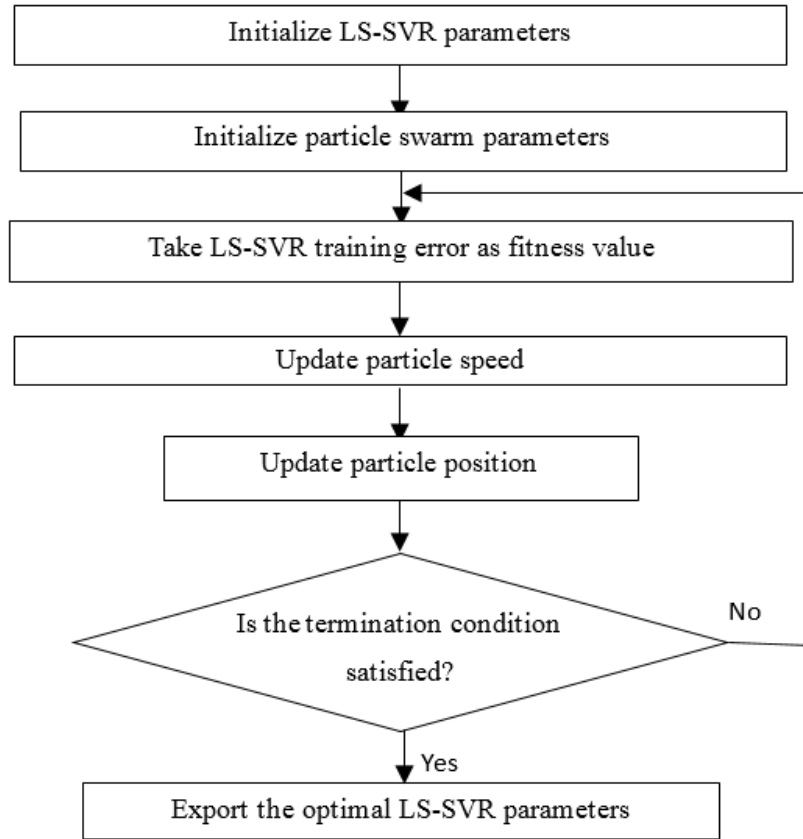 Initialize LS-SVR parameters
Initialize particle swarm parameters
Take LS-SVR training error as fitness value
Update particle speed
Update particle position
Is the termination condition
satisfied?
No
Yes
Export the optimal LS-SVR parameters